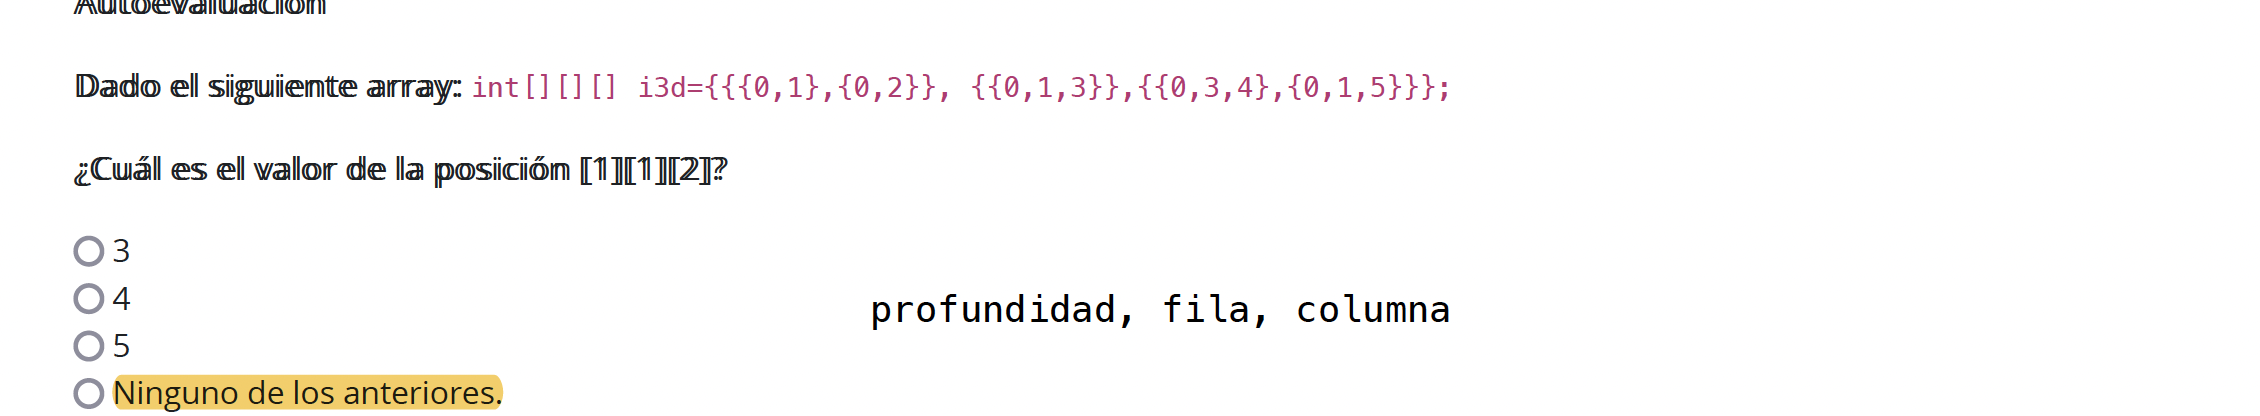 Autoevaluación
Dado el siguiente array: int[][][] i3d={{{0,1},{0,2}}, {{0,1,3}},{{0,3,4},{0,1,5}}};
¿Cuál es el valor de la posición [1][1][2]?
3
4
profundidad, fila, columna
5
Ninguno de los anteriores.